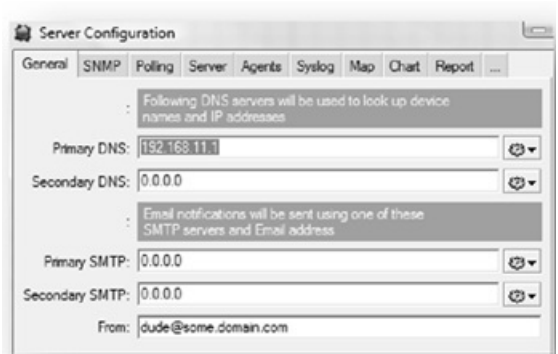 Server Configuration
General SNMP Polling Server Agents Syslog Map Chart Report ...
: Following DNS servers will be used to look up device
names and IP addresses
Primary DNS: 192.168.11.1
Secondary DNS: 0.0.0.0
: Email notifications will be sent using one of these
SMTP servers and Email address
Primary SMTP: 0.0.0.0
Secondary SMTP: 0.0.0.0
From: dude@some.domain.com